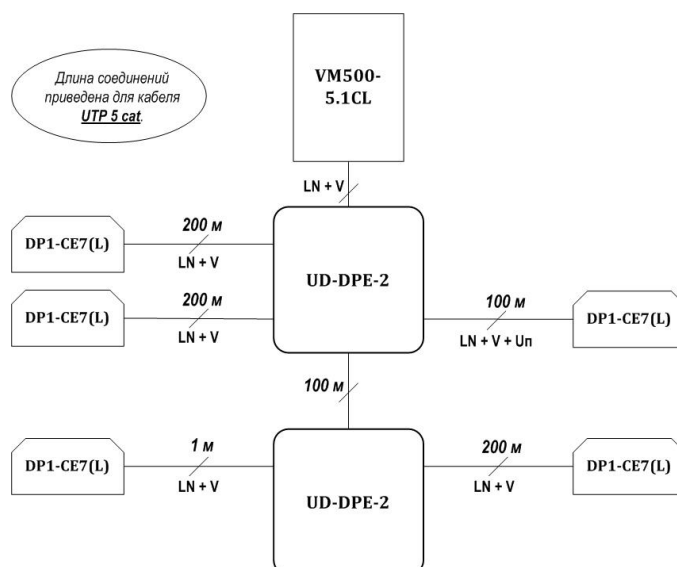 Длина соединений
приведена для кабеля
UTP 5 cat.
VM500-
5.1CL
LN + V
DP1-CE7(L)
200 м
LN + V
UD-DPE-2
DP1-CE7(L)
200 м
LN + V
100 м
LN + V + Uп
DP1-CE7(L)
100 м
DP1-CE7(L)
1 м
LN + V
UD-DPE-2
200 м
LN + V
DP1-CE7(L)